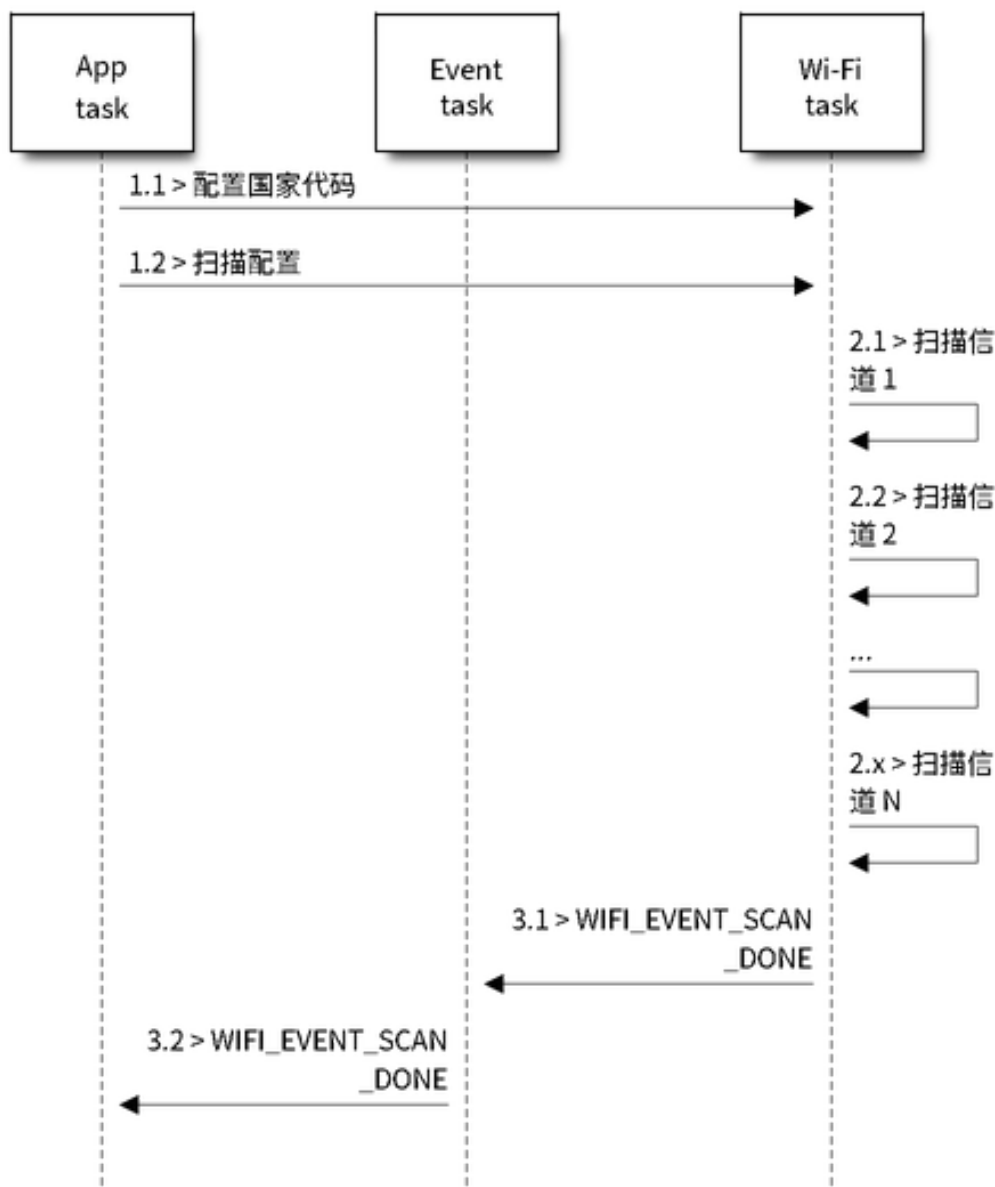 App
task
Event
task
Wi-Fi
task
1.1 > 配置国家代码
1.2 > 扫描配置
2.1 > 扫描信
道 1
2.2 > 扫描信
道 2
...
2.x > 扫描信
道 N
3.1 > WIFI_EVENT_SCAN
_DONE
3.2 > WIFI_EVENT_SCAN
_DONE